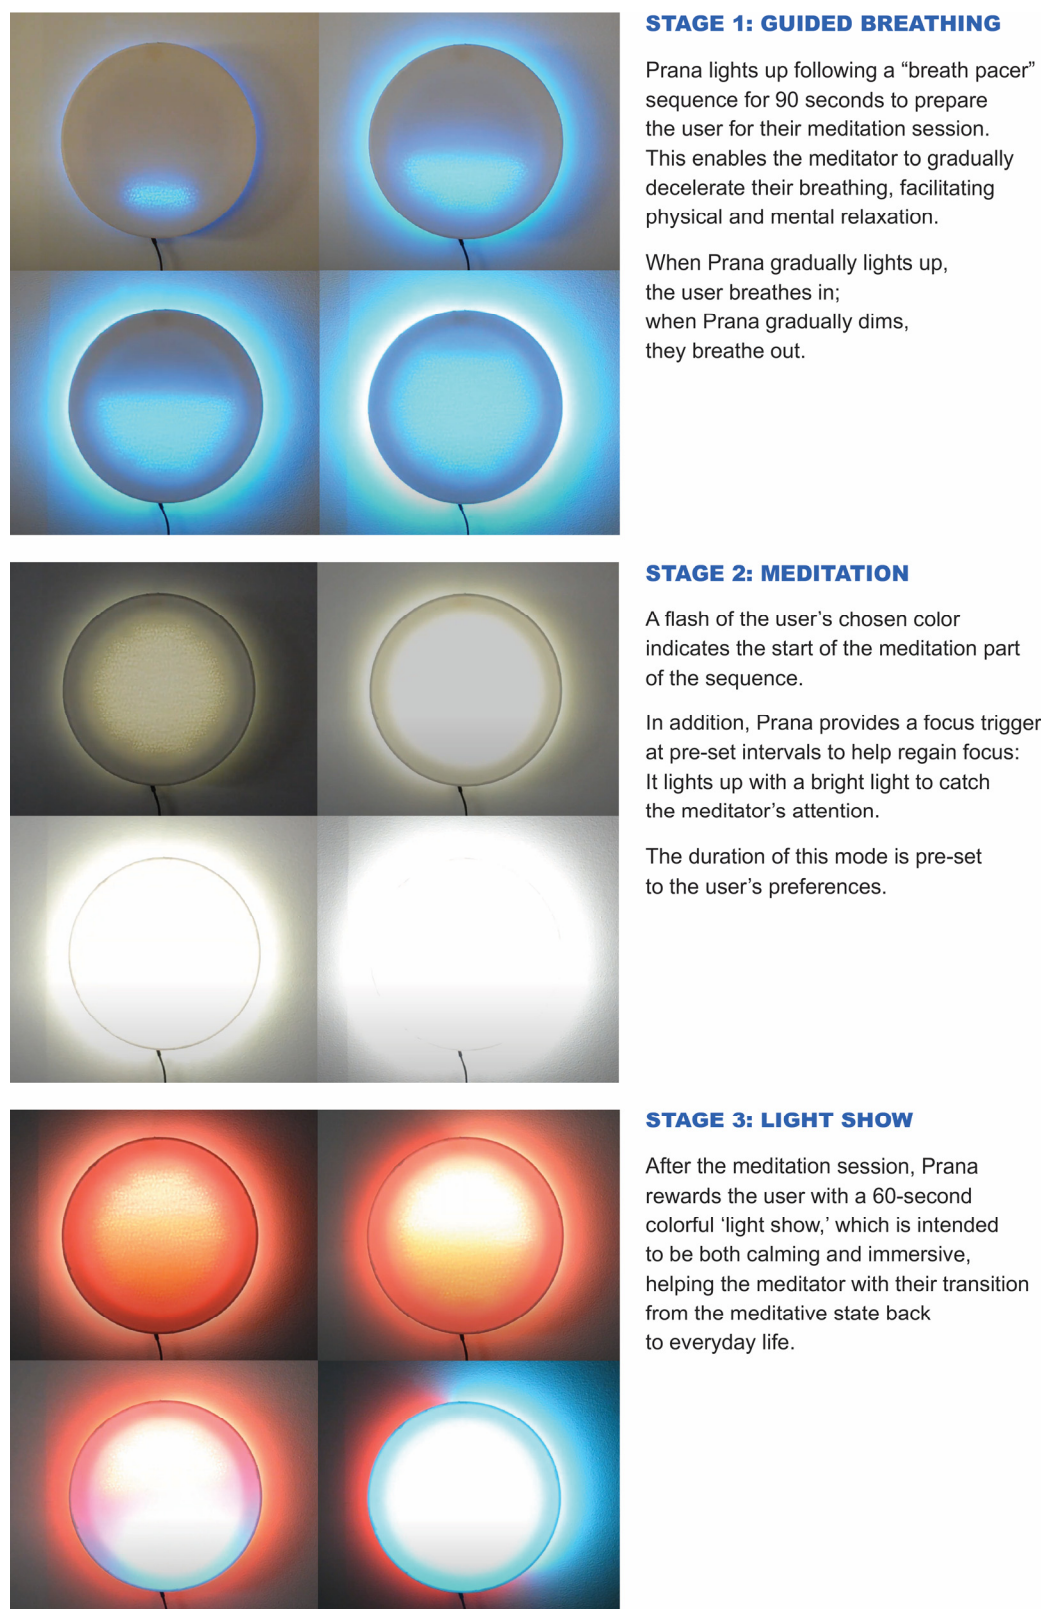 STAGE 1: GUIDED BREATHING
Prana lights up following a “breath pacer”
sequence for 90 seconds to prepare
the user for their meditation session.
This enables the meditator to gradually
decelerate their breathing, facilitating
physical and mental relaxation.
When Prana gradually lights up,
the user breathes in;
when Prana gradually dims,
they breathe out.
STAGE 2: MEDITATION
A flash of the user’s chosen color
indicates the start of the meditation part
of the sequence.
In addition, Prana provides a focus trigger
at pre-set intervals to help regain focus:
It lights up with a bright light to catch
the meditator’s attention.
The duration of this mode is pre-set
to the user’s preferences.
STAGE 3: LIGHT SHOW
After the meditation session, Prana
rewards the user with a 60-second
colorful ‘light show,’ which is intended
to be both calming and immersive,
helping the meditator with their transition
from the meditative state back
to everyday life.